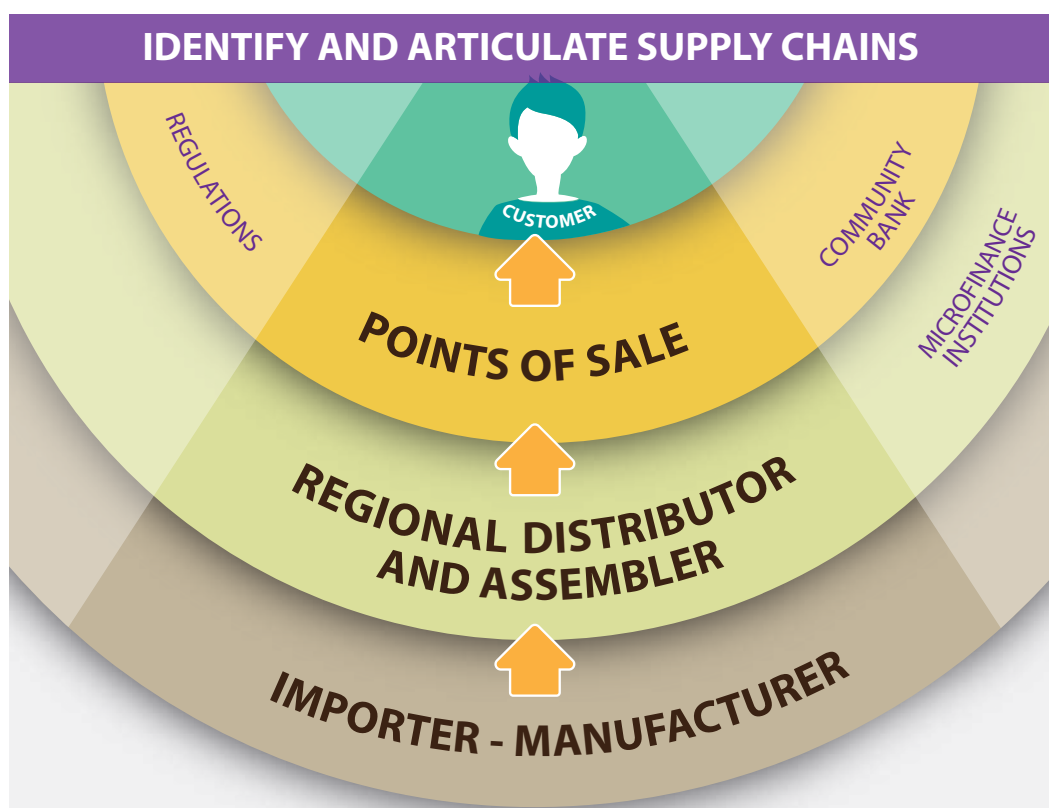 IDENTIFY AND ARTICULATE SUPPLY CHAINS
REGULATIONS
CUSTOMER
COMMUNITY
BANK
MICROFINANCE
INSTITUTIONS
POINTS OF SALE
REGIONAL DISTRIBUTOR
AND ASSEMBLER
IMPORTER - MANUFACTURER